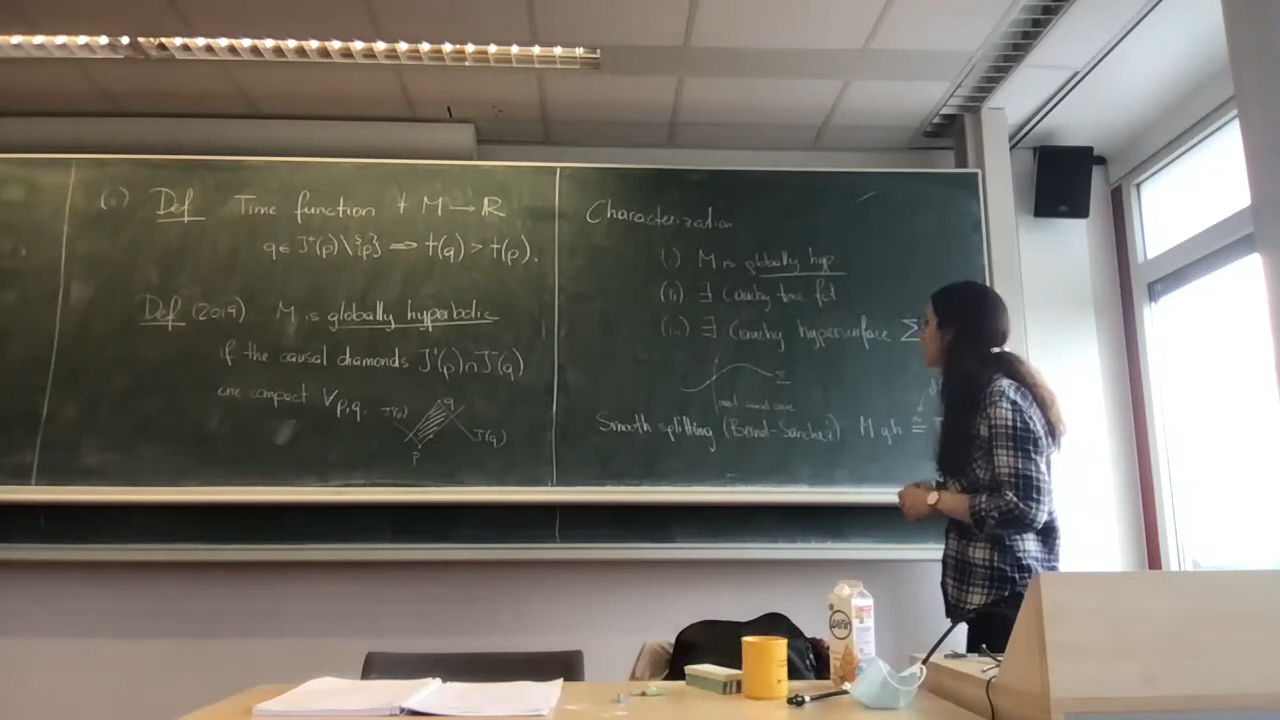 (i) Def Time function t M → R
q ∈ J⁺(p)\{p} ⟹ t(q) > t(p).
Def (2019) M is globally hyperbolic
if the causal diamonds J⁺(p) ∩ J⁻(q)
are compact ∀ p,q.
J⁺(p)
q
J⁻(q)
p
Characterization
(i) M is globally hyp
(ii) ∃ Cauchy time fct
(iii) ∃ Cauchy hypersurface Σ
Σ
Smooth splitting (Bernal-Sanchez) M gh ≅